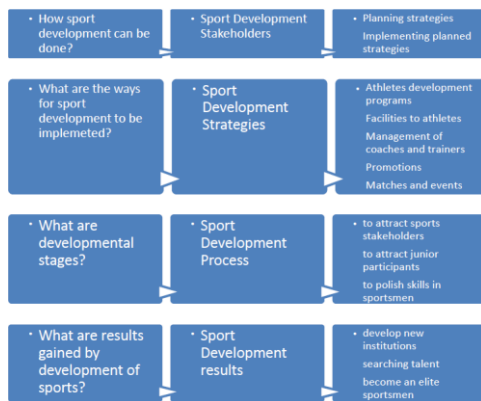 • How sport
development can be
done?
• Sport Development
Stakeholders
• Planning strategies
Implementing planned
strategies
• What are the ways
for sport
development to be
implemeted?
• Sport
Development
Strategies
• Athletes development
programs
Facilities to athletes
Management of
coaches and trainers
Promotions
Matches and events
• What are
developmental
stages?
• Sport
Development
Process
• to attract sports
stakeholders
to attract junior
participants
to polish skills in
sportsmen
• What are results
gained by
development of
sports?
• Sport
Development
results
• develop new
institutions
searching talent
become an elite
sportsmen